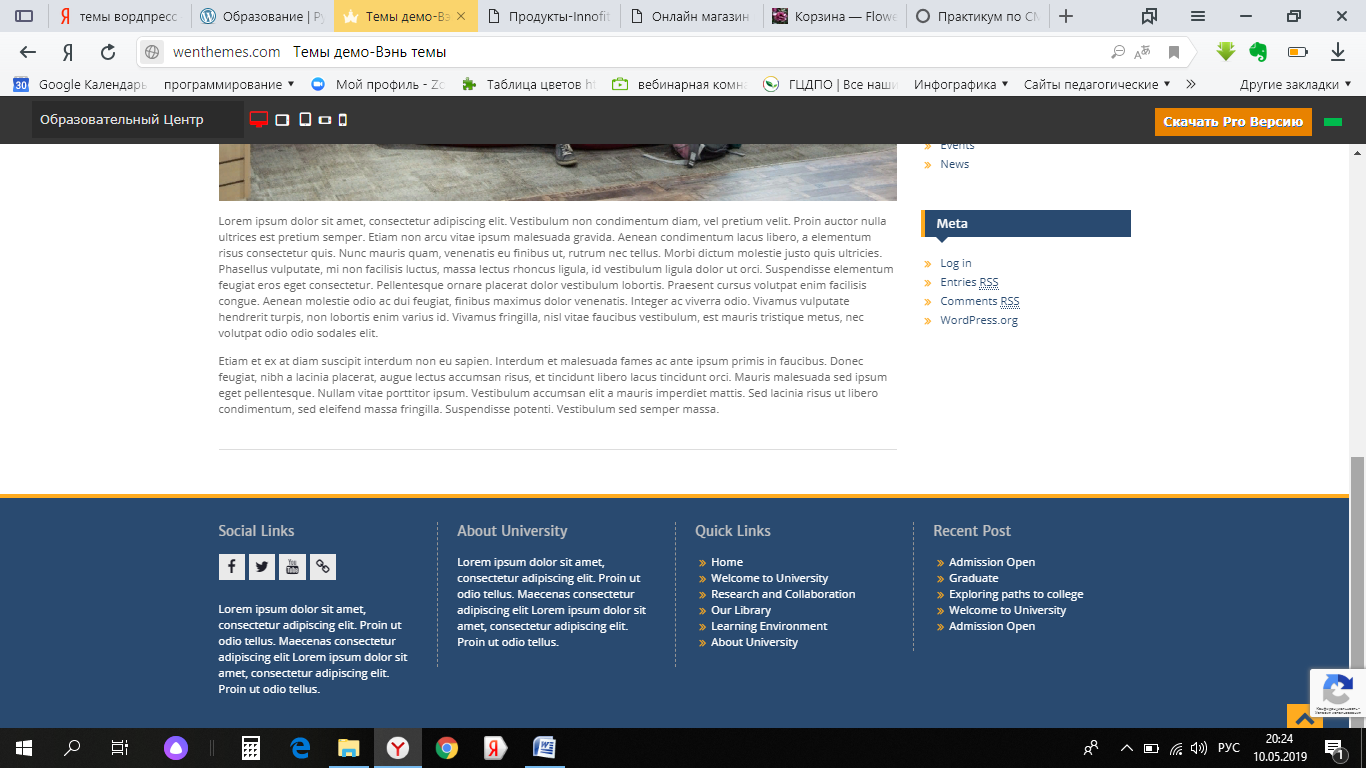 темы вордпресс
Образование | Ру
Темы демо-Вэ
Продукты-Innofit
Онлайн магазин
Корзина — Flowe
Практикум по CM
wenthemes.com Темы демо-Вэнь темы
30 Google Календарь
программирование
Мой профиль - Zo
Таблица цветов ht
вебинарная комна
ГЦДПО | Все наши
Инфографика
Сайты педагогические
»
Другие закладки
Образовательный Центр
Скачать Pro Версию
Events
News
Lorem ipsum dolor sit amet, consectetur adipiscing elit. Vestibulum non condimentum diam, vel pretium velit. Proin auctor nulla
ultrices est pretium semper. Etiam non arcu vitae ipsum malesuada gravida. Aenean condimentum lacus libero, a elementum
risus consectetur quis. Nunc mauris quam, venenatis eu finibus ut, rutrum nec tellus. Morbi dictum molestie justo quis ultricies.
Phasellus vulputate, mi non facilisis luctus, massa lectus rhoncus ligula, id vestibulum ligula dolor ut orci. Suspendisse elementum
feugiat eros eget consectetur. Pellentesque ornare placerat dolor vestibulum lobortis. Praesent cursus volutpat enim facilisis
congue. Aenean molestie odio ac dui feugiat, finibus maximus dolor venenatis. Integer ac viverra odio. Vivamus vulputate
hendrerit turpis, non lobortis enim varius id. Vivamus fringilla, nisl vitae faucibus vestibulum, est mauris tristique metus, nec
volutpat odio odio sodales elit.
Etiam et ex at diam suscipit interdum non eu sapien. Interdum et malesuada fames ac ante ipsum primis in faucibus. Donec
feugiat, nibh a lacinia placerat, augue lectus accumsan risus, et tincidunt libero lacus tincidunt orci. Mauris malesuada sed ipsum
eget pellentesque. Nullam vitae porttitor ipsum. Vestibulum accumsan elit a mauris imperdiet mattis. Sed lacinia risus ut libero
condimentum, sed eleifend massa fringilla. Suspendisse potenti. Vestibulum sed semper massa.
Meta
Log in
Entries RSS
Comments RSS
WordPress.org
Social Links
Lorem ipsum dolor sit amet,
consectetur adipiscing elit. Proin ut
odio tellus. Maecenas consectetur
adipiscing elit Lorem ipsum dolor sit
amet, consectetur adipiscing elit.
Proin ut odio tellus.
About University
Lorem ipsum dolor sit amet,
consectetur adipiscing elit. Proin ut
odio tellus. Maecenas consectetur
adipiscing elit Lorem ipsum dolor sit
amet, consectetur adipiscing elit.
Proin ut odio tellus.
Quick Links
Home
Welcome to University
Research and Collaboration
Our Library
Learning Environment
About University
Recent Post
Admission Open
Graduate
Exploring paths to college
Welcome to University
Admission Open
РУС
20:24
10.05.2019
1